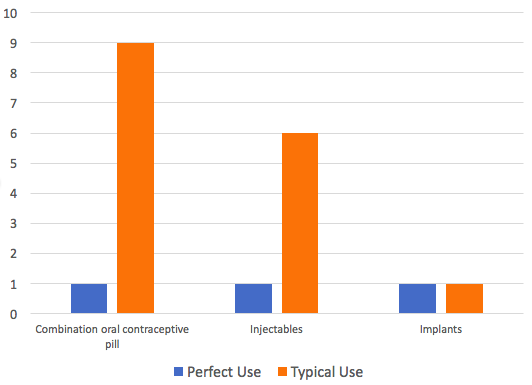 10
9
8
7
6
5
4
3
2
1
0
Combination oral contraceptive
pill
Injectables
Implants
Perfect Use
Typical Use